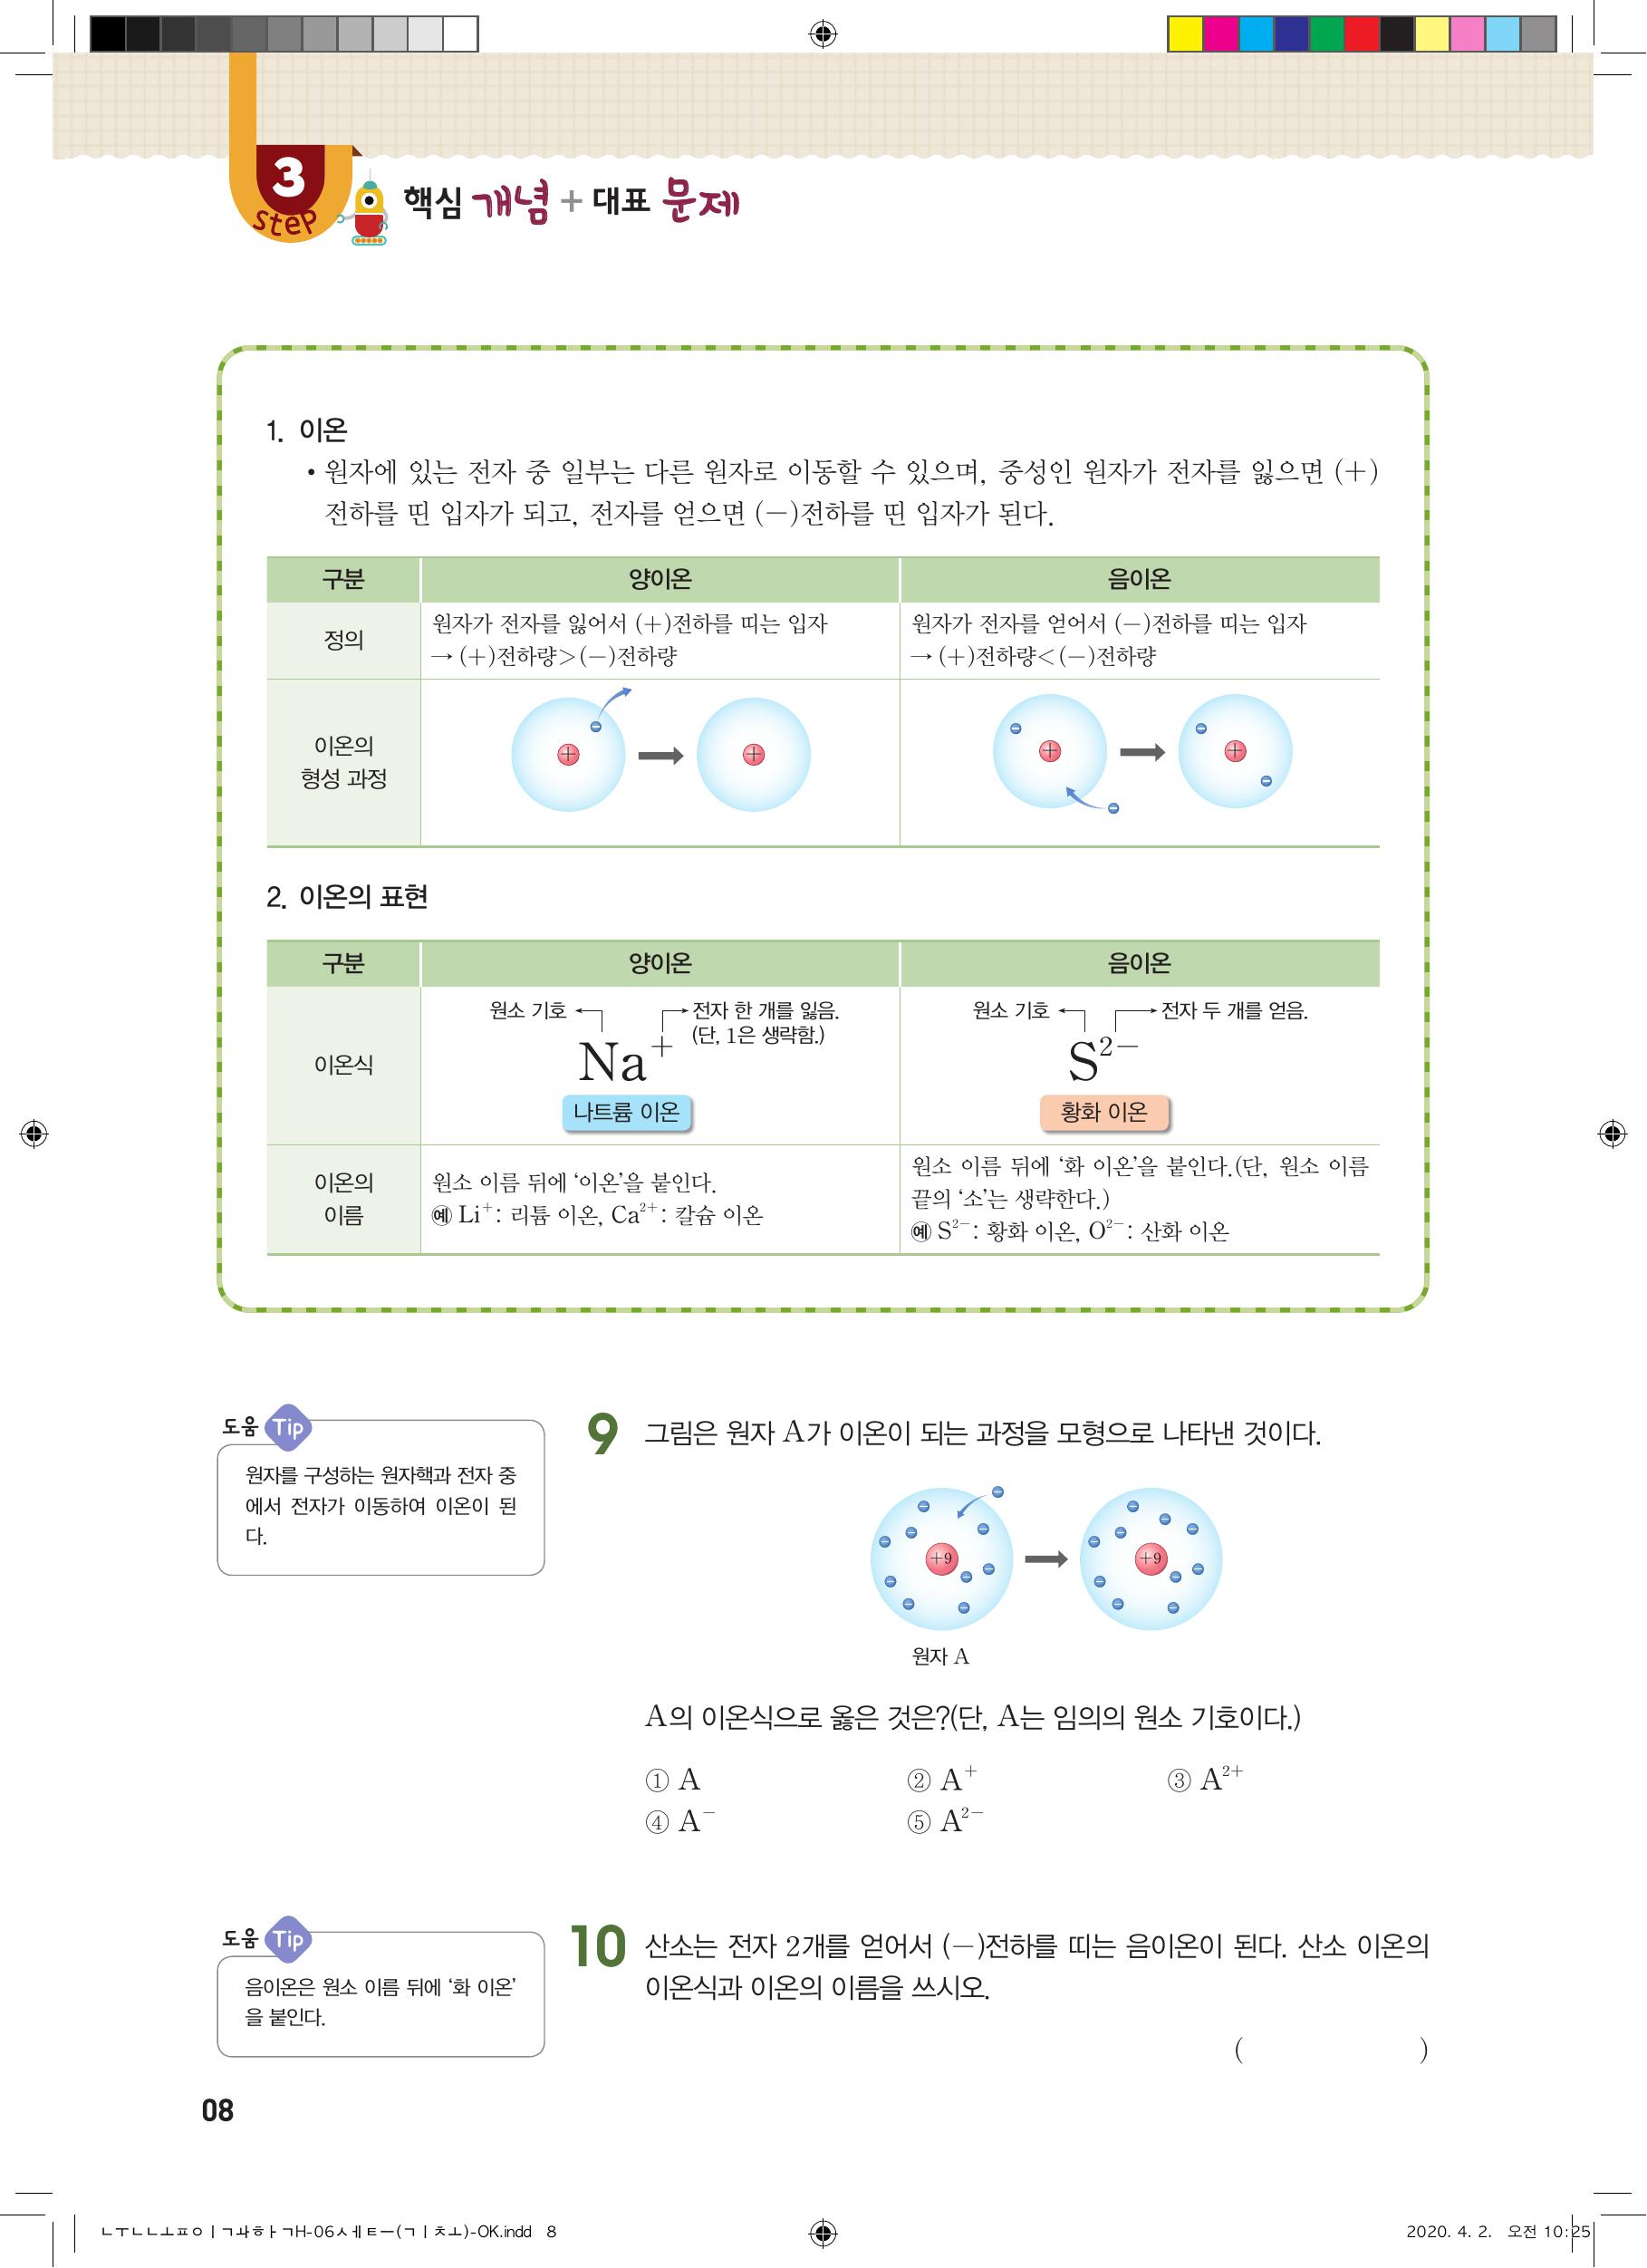 3
step
핵심 개념 + 대표 문제
1. 이온
• 원자에 있는 전자 중 일부는 다른 원자로 이동할 수 있으며, 중성인 원자가 전자를 잃으면 (+)
전하를 띤 입자가 되고, 전자를 얻으면 (-)전하를 띤 입자가 된다.
구분 양이온 음이온
정의
원자가 전자를 잃어서 (+)전하를 띠는 입자
→ (+)전하량>(-)전하량
원자가 전자를 얻어서 (-)전하를 띠는 입자
→ (+)전하량<(-)전하량
이온의
형성 과정
- + +
- + - - + -
2. 이온의 표현
구분 양이온 음이온
이온식
원소 기호 전자 한 개를 잃음.
(단, 1은 생략함.)
Na⁺
나트륨 이온
원소 기호 전자 두 개를 얻음.
S²⁻
황화 이온
이온의
이름
원소 이름 뒤에 ‘이온’을 붙인다.
예 Li⁺: 리튬 이온, Ca²⁺: 칼슘 이온
원소 이름 뒤에 ‘화 이온’을 붙인다.(단, 원소 이름
끝의 ‘소’는 생략한다.)
예 S²⁻: 황화 이온, O²⁻: 산화 이온
도움 Tip
원자를 구성하는 원자핵과 전자 중
에서 전자가 이동하여 이온이 된
다.
9 그림은 원자 A가 이온이 되는 과정을 모형으로 나타낸 것이다.
+9 +9
원자 A
A의 이온식으로 옳은 것은?(단, A는 임의의 원소 기호이다.)
① A ② A⁺ ③ A²⁺
④ A⁻ ⑤ A²⁻
도움 Tip
음이온은 원소 이름 뒤에 ‘화 이온’
을 붙인다.
10 산소는 전자 2개를 얻어서 (-)전하를 띠는 음이온이 된다. 산소 이온의
이온식과 이온의 이름을 쓰시오.
( )
08
ㄴㅜㄴㄴㅗㅍㅇㅣㄱㅘㅎㅏㄱH-06ㅅㅔㅌㅡ(ㄱㅣㅊㅗ)-OK.indd 8 2020. 4. 2. 오전 10:25